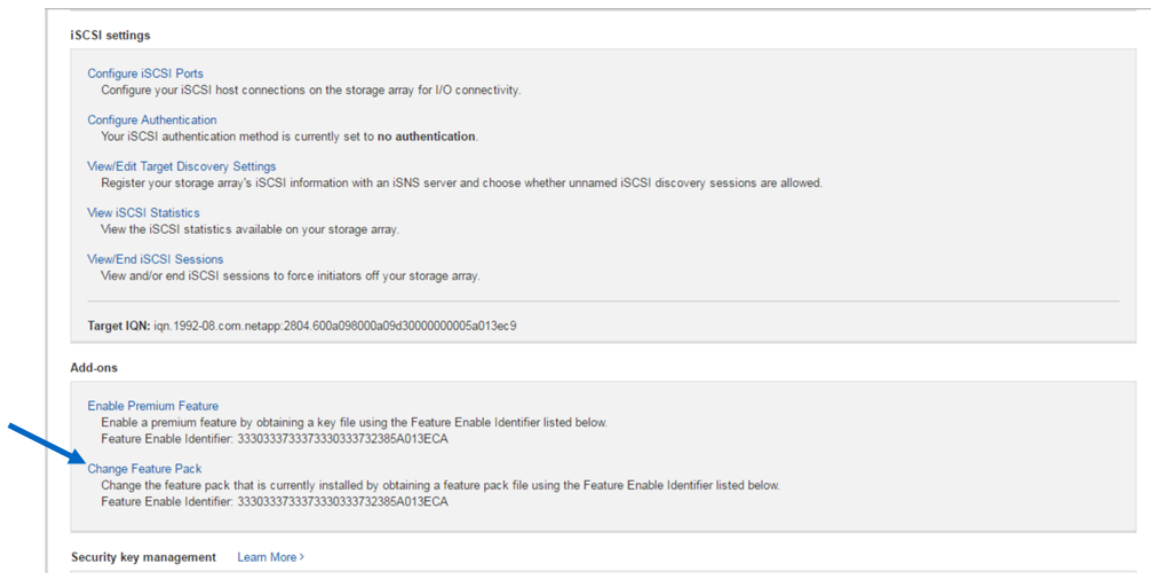 iSCSI settings
Configure iSCSI Ports
Configure your iSCSI host connections on the storage array for I/O connectivity.
Configure Authentication
Your iSCSI authentication method is currently set to no authentication.
View/Edit Target Discovery Settings
Register your storage array's iSCSI information with an iSNS server and choose whether unnamed iSCSI discovery sessions are allowed.
View iSCSI Statistics
View the iSCSI statistics available on your storage array.
View/End iSCSI Sessions
View and/or end iSCSI sessions to force initiators off your storage array.
Target IQN: iqn.1992-08.com.netapp:2804.600a098000a09d30000000005a013ec9
Add-ons
Enable Premium Feature
Enable a premium feature by obtaining a key file using the Feature Enable Identifier listed below.
Feature Enable Identifier: 3330333733373330333732385A013ECA
Change Feature Pack
Change the feature pack that is currently installed by obtaining a feature pack file using the Feature Enable Identifier listed below.
Feature Enable Identifier: 3330333733373330333732385A013ECA
Security key management Learn More >